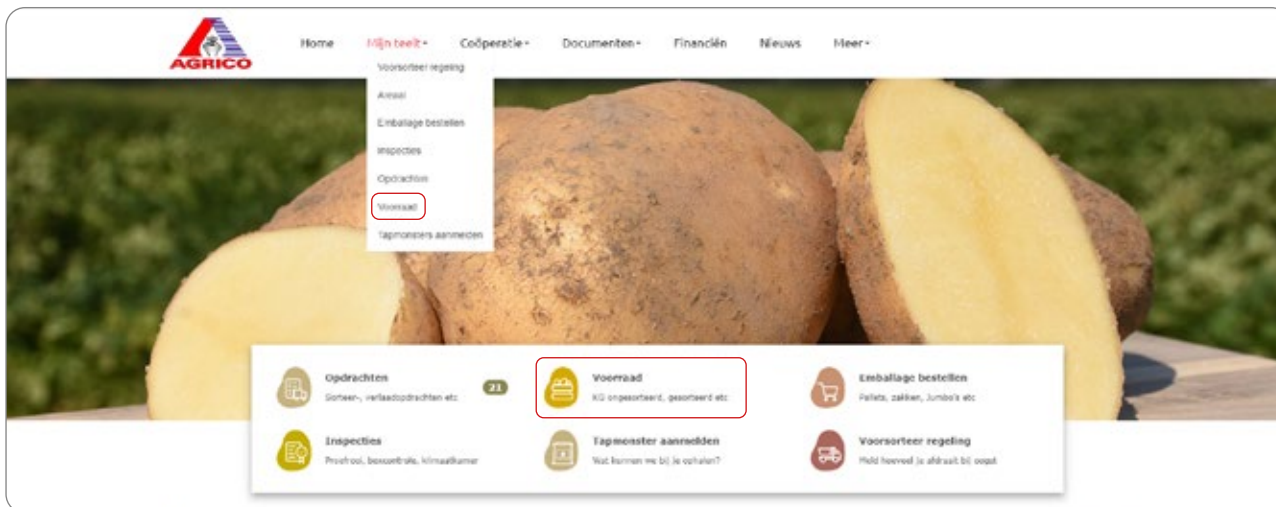 AGRICO
Home Mijn teelt Coöperatie Documenten Financiën Nieuws Meer
Voorsorteer regeling
Areaal
Emballage bestellen
Inspecties
Opdrachten
Voorraad
Tapmonsters aanmelden
Opdrachten
Sorteer-, verlaadopdrachten etc
21
Voorraad
KG ongesorteerd, gesorteerd etc
Emballage bestellen
Pallets, zakken, Jumbo's etc
Inspecties
Proefrooi, boxcontrole, klimaatkamer
Tapmonster aanmelden
Wat kunnen we bij je ophalen?
Voorsorteer regeling
Meld hoeveel je afdraait bij oogst